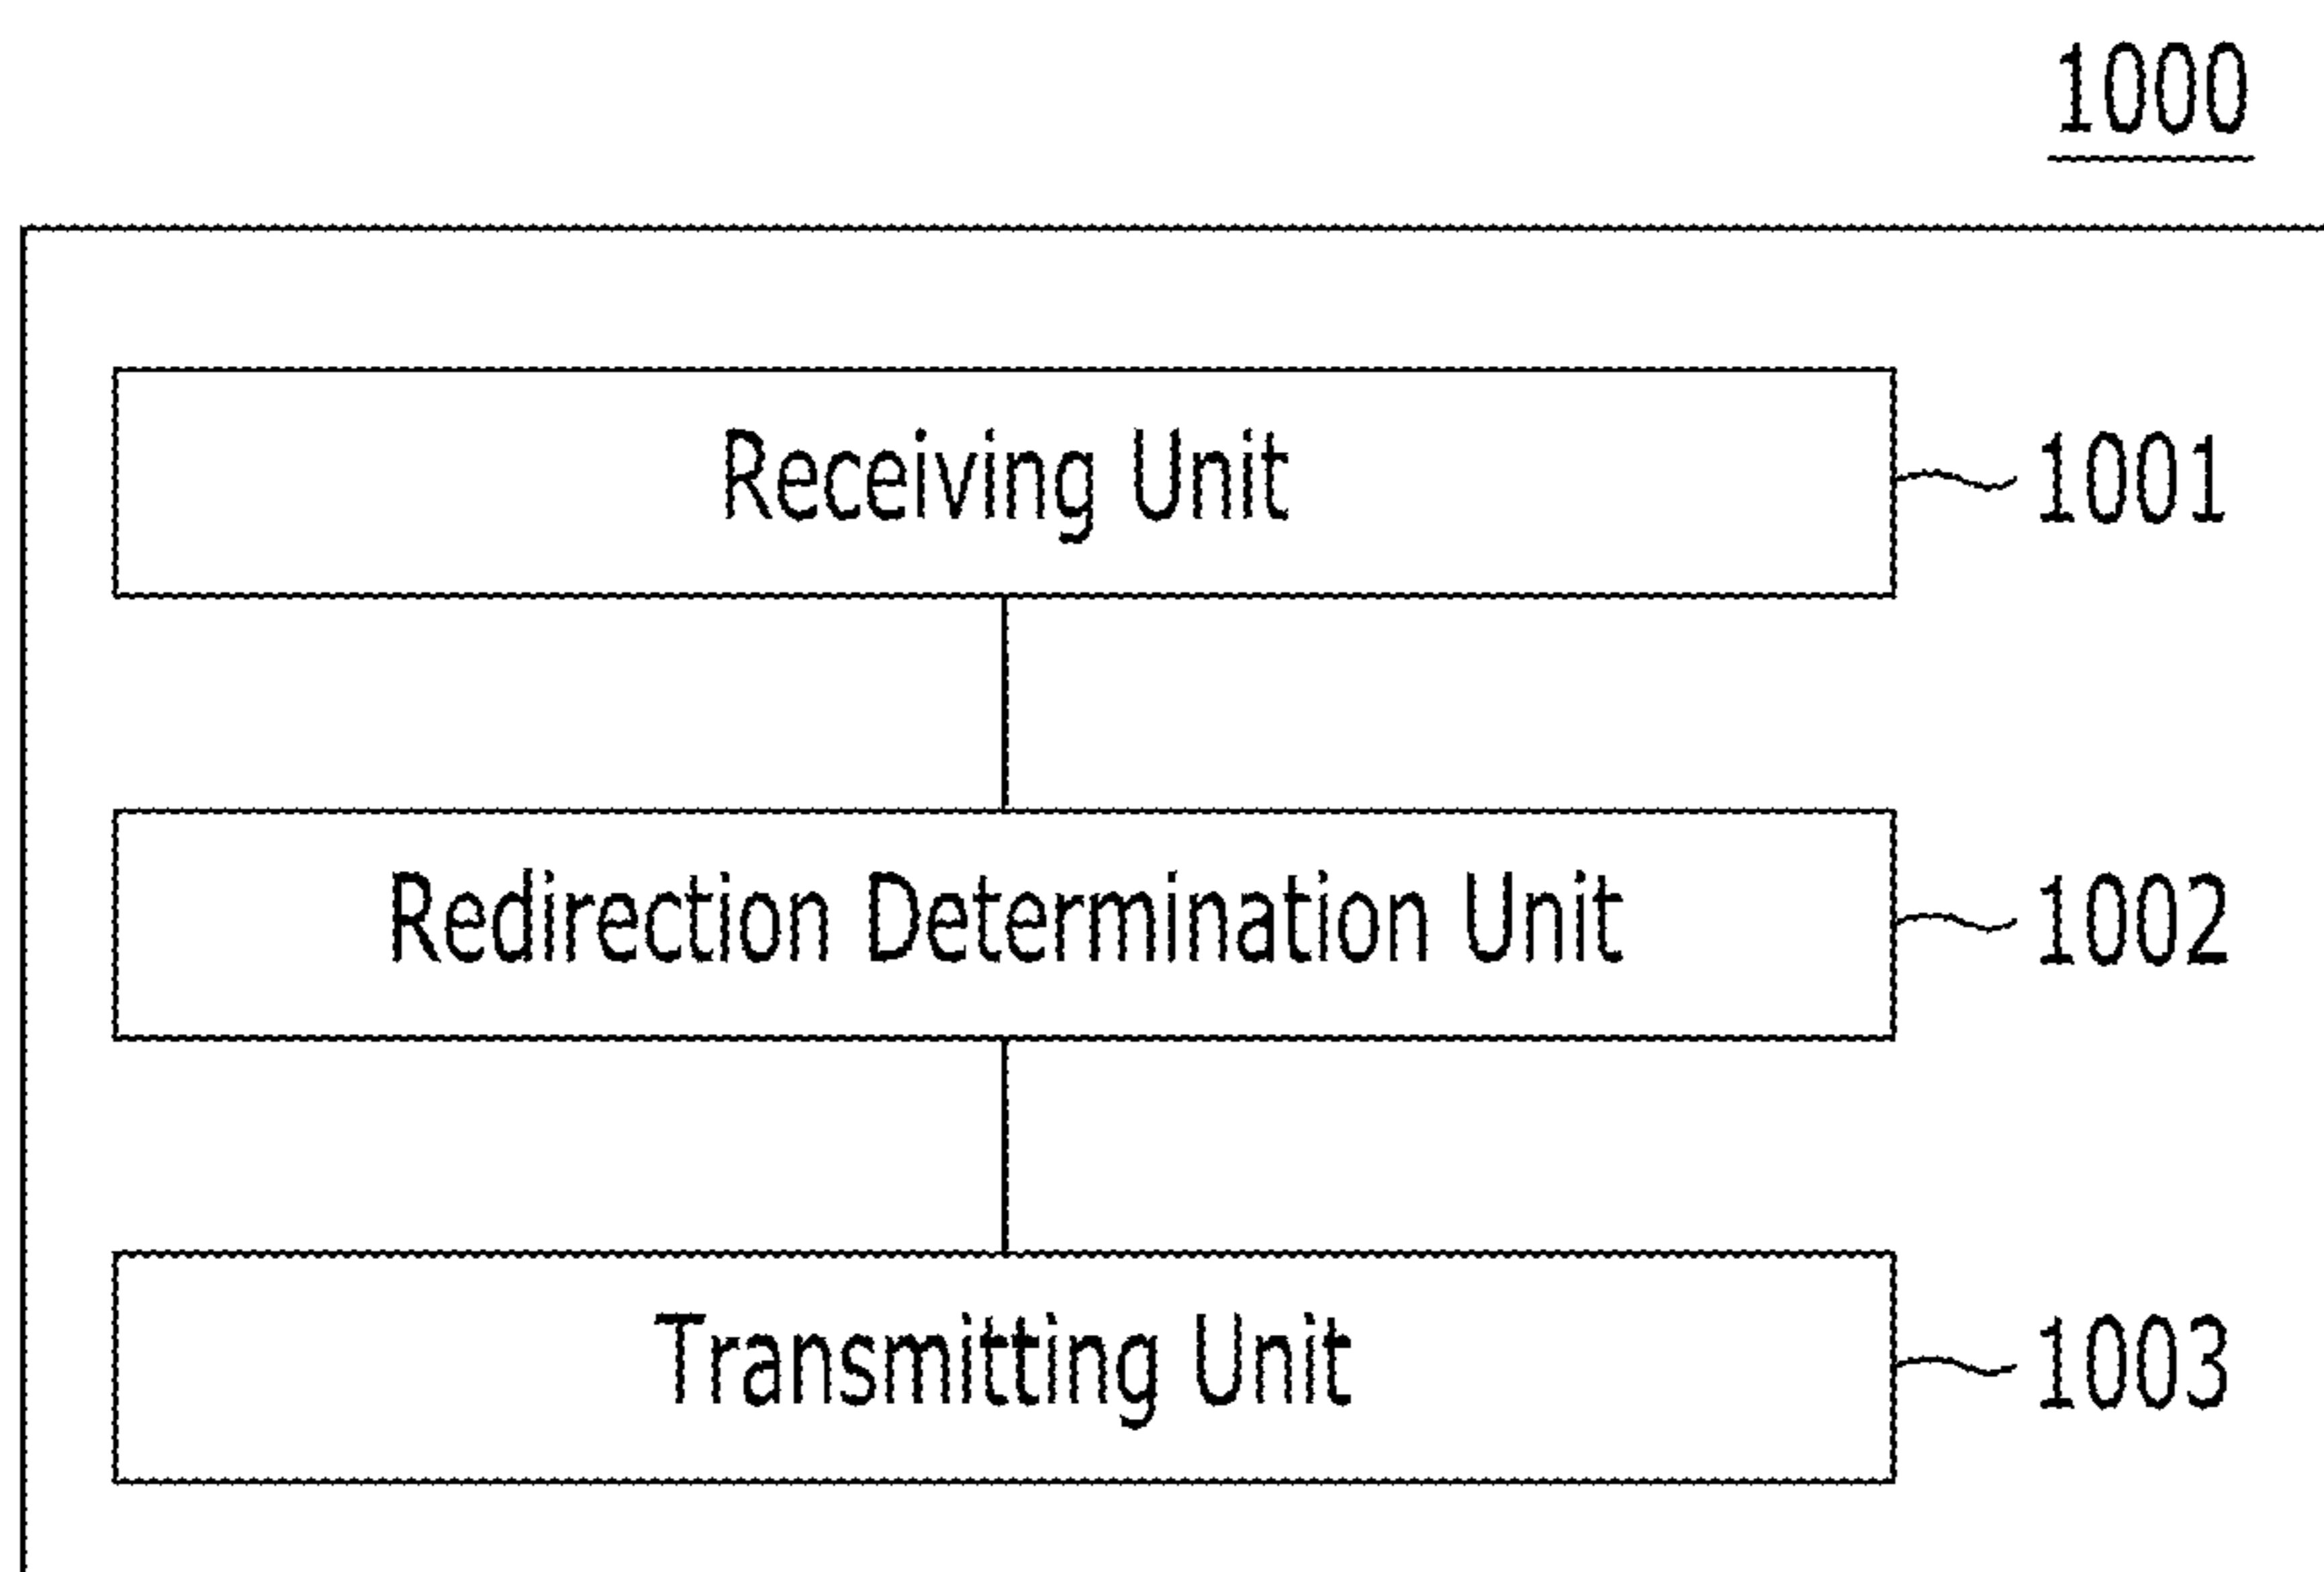 1000
Receiving Unit
1001
Redirection Determination Unit
1002
Transmitting Unit
1003